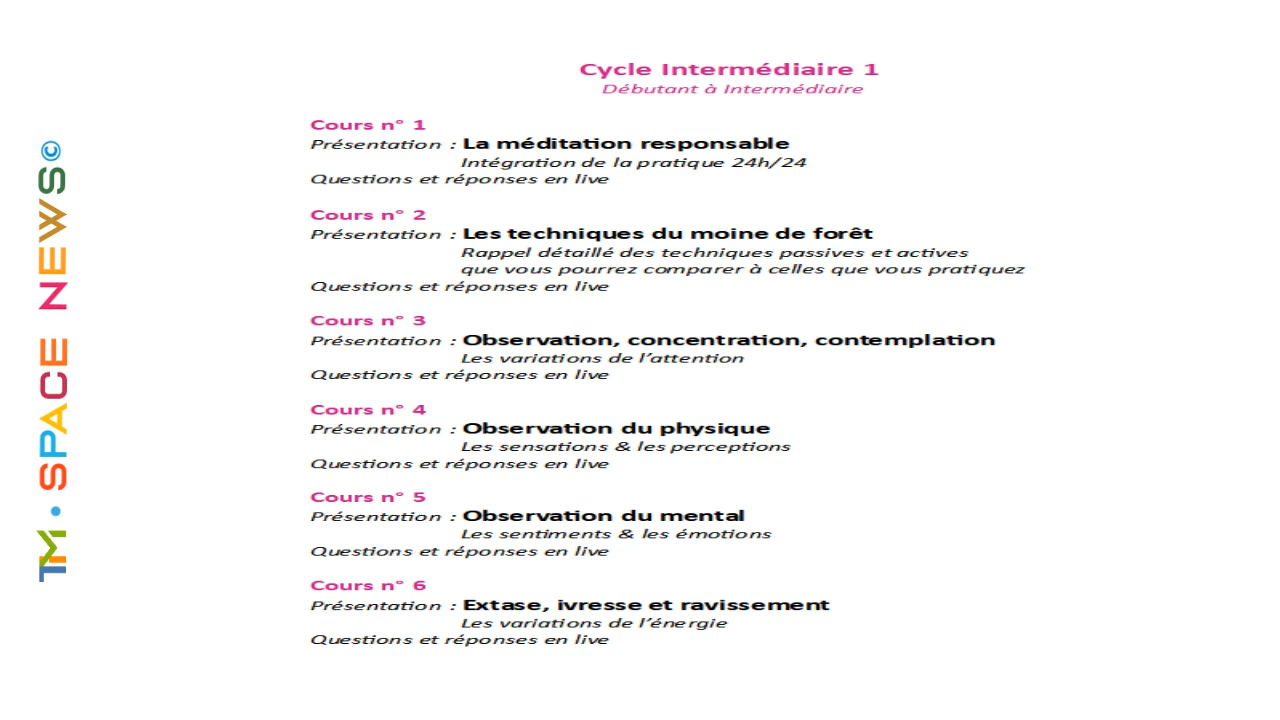 TM • SPACE NEWS©
Cycle Intermédiaire 1
Débutant à Intermédiaire
Cours n° 1
Présentation : La méditation responsable
Intégration de la pratique 24h/24
Questions et réponses en live
Cours n° 2
Présentation : Les techniques du moine de forêt
Rappel détaillé des techniques passives et actives
que vous pourrez comparer à celles que vous pratiquez
Questions et réponses en live
Cours n° 3
Présentation : Observation, concentration, contemplation
Les variations de l’attention
Questions et réponses en live
Cours n° 4
Présentation : Observation du physique
Les sensations & les perceptions
Questions et réponses en live
Cours n° 5
Présentation : Observation du mental
Les sentiments & les émotions
Questions et réponses en live
Cours n° 6
Présentation : Extase, ivresse et ravissement
Les variations de l’énergie
Questions et réponses en live